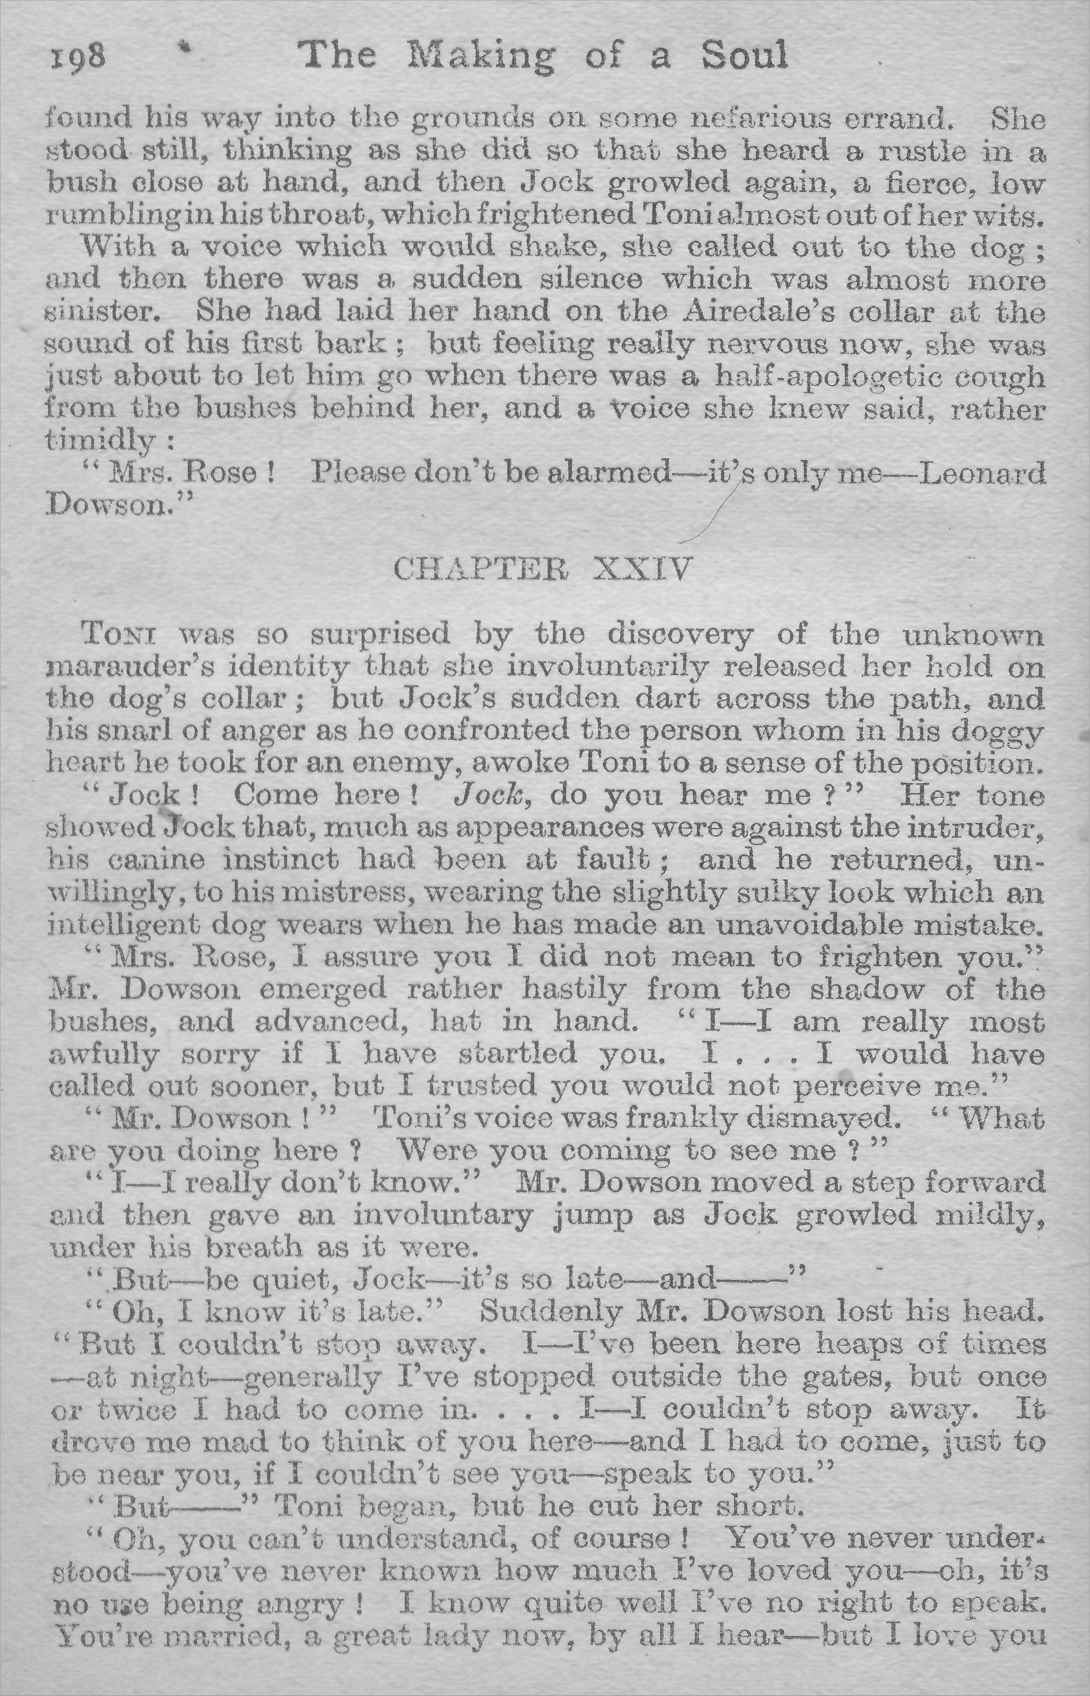 198 The Making of a Soul
found his way into the grounds on some nefarious errand. She
stood still, thinking as she did so that she heard a rustle in a
bush close at hand, and then Jock growled again, a fierce, low
rumbling in his throat, which frightened Toni almost out of her wits.
With a voice which would shake, she called out to the dog ;
and then there was a sudden silence which was almost more
sinister. She had laid her hand on the Airedale's collar at the
sound of his first bark ; but feeling really nervous now, she was
just about to let him go when there was a half-apologetic cough
from the bushes behind her, and a voice she knew said, rather
timidly :
“ Mrs. Rose ! Please don't be alarmed—it's only me—Leonard
Dowson.”
CHAPTER XXIV
TONI was so surprised by the discovery of the unknown
marauder's identity that she involuntarily released her hold on
the dog's collar ; but Jock's sudden dart across the path, and
his snarl of anger as he confronted the person whom in his doggy
heart he took for an enemy, awoke Toni to a sense of the position.
“ Jock ! Come here ! Jock, do you hear me ? ” Her tone
showed Jock that, much as appearances were against the intruder,
his canine instinct had been at fault ; and he returned, un-
willingly, to his mistress, wearing the slightly sulky look which an
intelligent dog wears when he has made an unavoidable mistake.
“ Mrs. Rose, I assure you I did not mean to frighten you.”
Mr. Dowson emerged rather hastily from the shadow of the
bushes, and advanced, hat in hand. “ I—I am really most
awfully sorry if I have startled you. I . . . I would have
called out sooner, but I trusted you would not perceive me.”
“ Mr. Dowson ! ” Toni's voice was frankly dismayed. “ What
are you doing here ? Were you coming to see me ? ”
“ I—I really don't know.” Mr. Dowson moved a step forward
and then gave an involuntary jump as Jock growled mildly,
under his breath as it were.
“ But—be quiet, Jock—it's so late—and——”
“ Oh, I know it's late.” Suddenly Mr. Dowson lost his head.
“ But I couldn't stop away. I—I've been here heaps of times
—at night—generally I've stopped outside the gates, but once
or twice I had to come in. . . . I—I couldn't stop away. It
drove me mad to think of you here—and I had to come, just to
be near you, if I couldn't see you—speak to you.”
“ But——” Toni began, but he cut her short.
“ Oh, you can't understand, of course ! You've never under-
stood—you've never known how much I've loved you—oh, it's
no use being angry ! I know quite well I've no right to speak.
You're married, a great lady now, by all I hear—but I love you